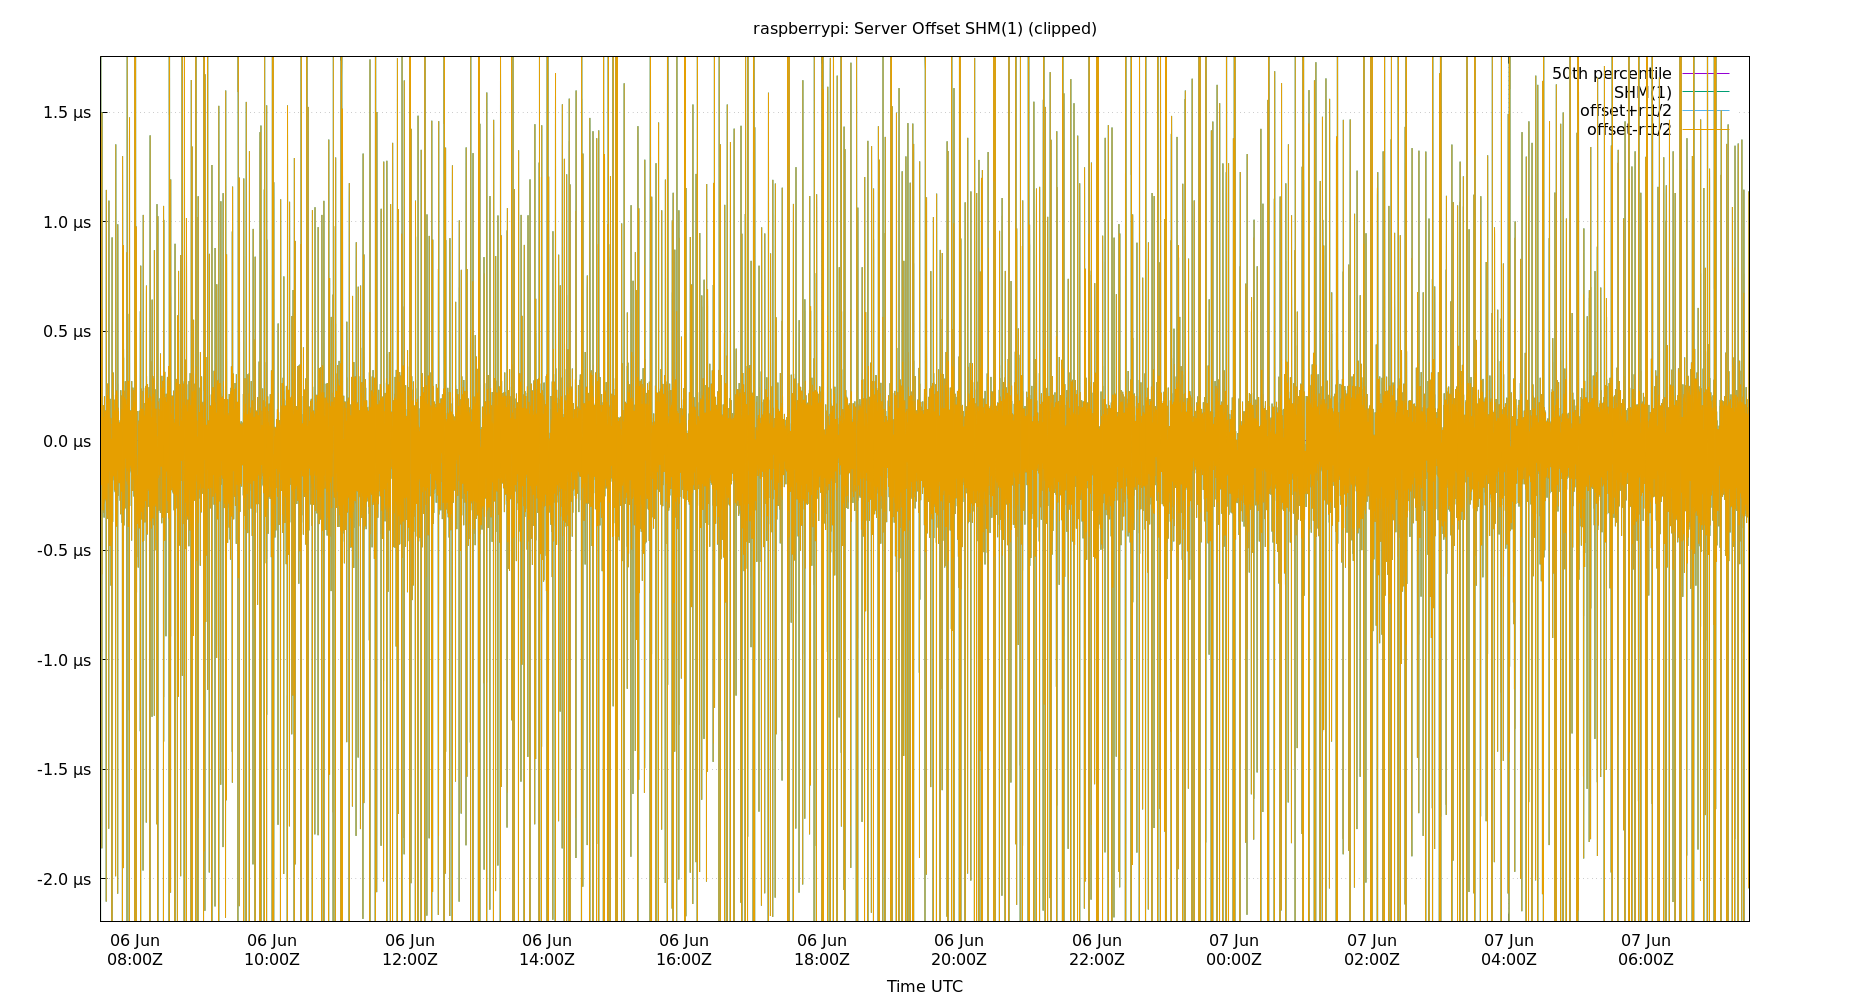 raspberrypi: Server Offset SHM(1) (clipped)
50th percentile
SHM(1)
offset+rtt/2
offset-rtt/2
1.5 µs
1.0 µs
0.5 µs
0.0 µs
-0.5 µs
-1.0 µs
-1.5 µs
-2.0 µs
06 Jun 06 Jun 06 Jun 06 Jun 06 Jun 06 Jun 06 Jun 06 Jun 07 Jun 07 Jun 07 Jun 07 Jun
08:00Z 10:00Z 12:00Z 14:00Z 16:00Z 18:00Z 20:00Z 22:00Z 00:00Z 02:00Z 04:00Z 06:00Z
Time UTC